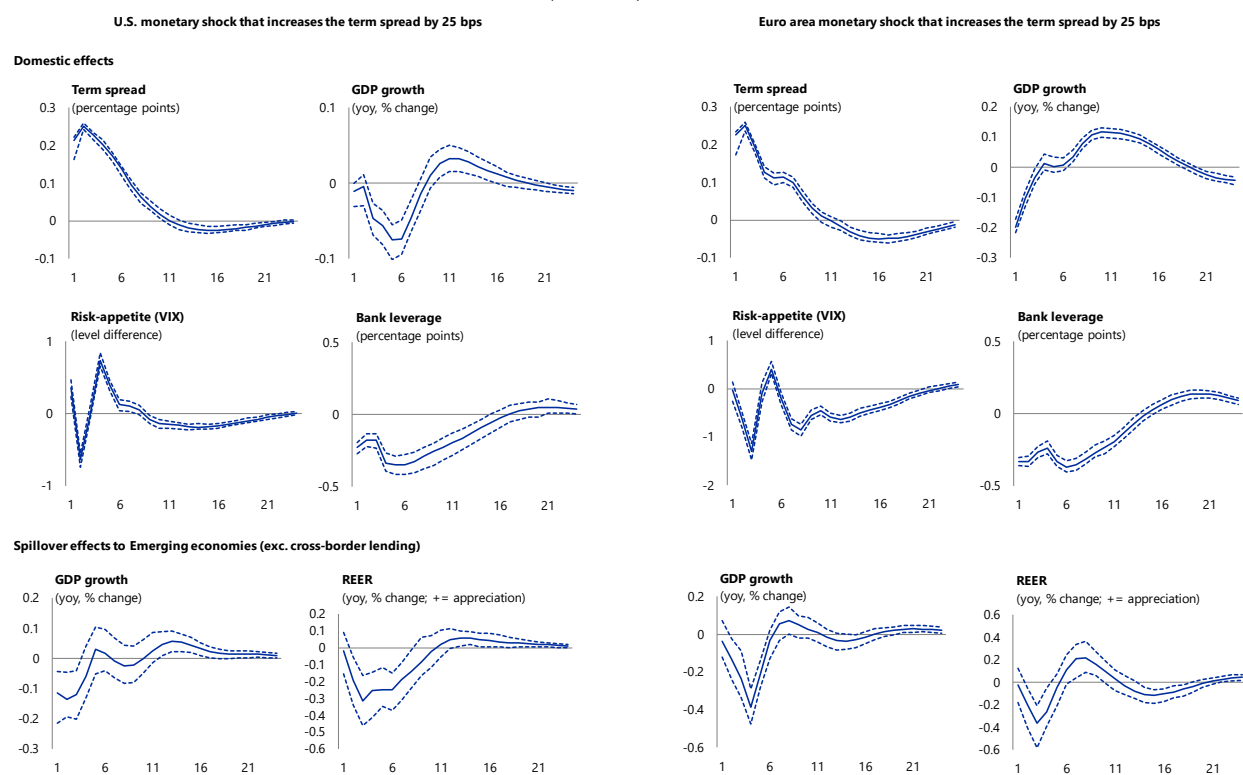 U.S. monetary shock that increases the term spread by 25 bps
Euro area monetary shock that increases the term spread by 25 bps
Domestic effects
Term spread
(percentage points)
0.3
0.2
0.1
0
-0.1
1 6 11 16 21
GDP growth
(yoy, % change)
0.1
0
-0.1
1 6 11 16 21
Term spread
(percentage points)
0.3
0.2
0.1
0
-0.1
1 6 11 16 21
GDP growth
(yoy, % change)
0.2
0.1
0
-0.1
-0.2
-0.3
1 6 11 16 21
Risk-appetite (VIX)
(level difference)
1
0
-1
1 6 11 16 21
Bank leverage
(percentage points)
0.5
0
-0.5
1 6 11 16 21
Risk-appetite (VIX)
(level difference)
1
0
-1
-2
1 6 11 16 21
Bank leverage
(percentage points)
0.5
0
-0.5
1 6 11 16 21
Spillover effects to Emerging economies (exc. cross-border lending)
GDP growth
(yoy, % change)
0.2
0.1
0
-0.1
-0.2
-0.3
1 6 11 16 21
REER
(yoy, % change; += appreciation)
0.2
0.1
0
-0.1
-0.2
-0.3
-0.4
-0.5
-0.6
1 6 11 16 21
GDP growth
(yoy, % change)
0.2
0
-0.2
-0.4
-0.6
1 6 11 16 21
REER
(yoy, % change; += appreciation)
0.6
0.4
0.2
0
-0.2
-0.4
-0.6
1 6 11 16 21